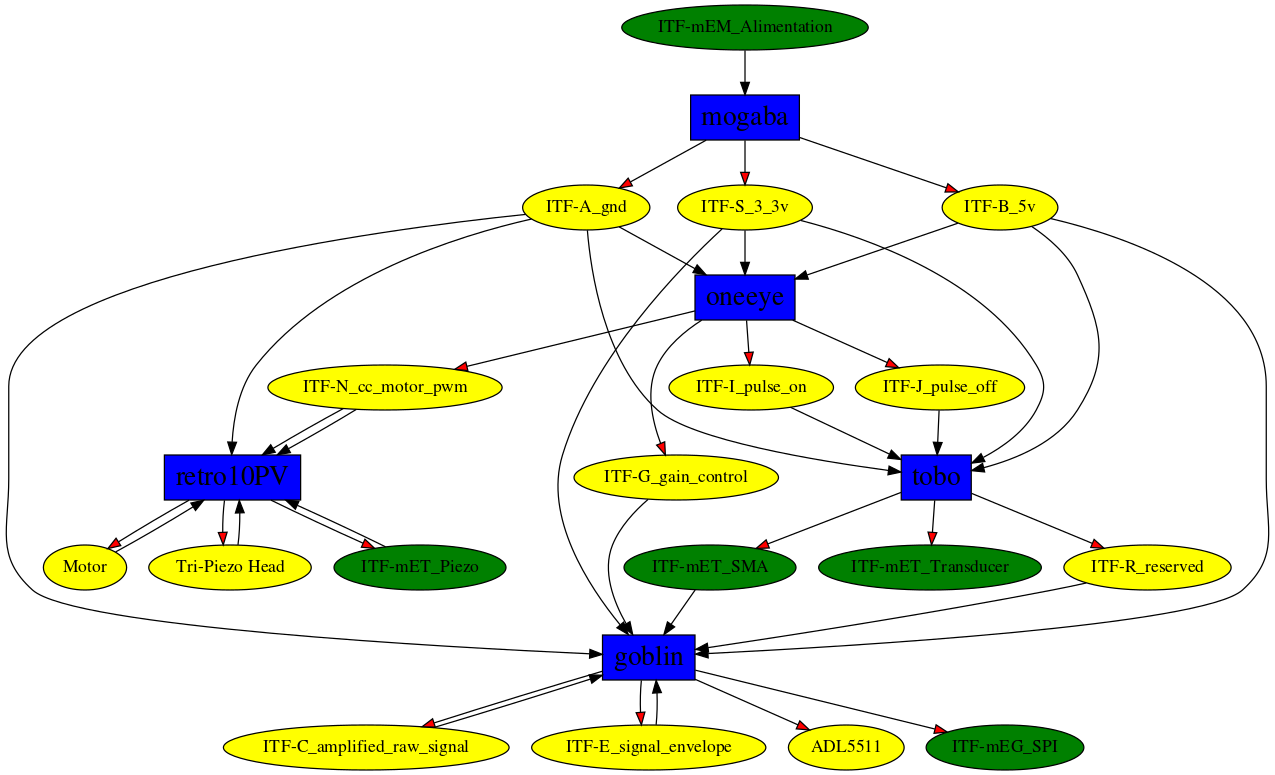 ITF-mEM_Alimentation
mogaba
ITF-A_gnd
ITF-S_3_3v
ITF-B_5v
oneeye
ITF-N_cc_motor_pwm
ITF-I_pulse_on
ITF-J_pulse_off
retro10PV
ITF-G_gain_control
tobo
Motor
Tri-Piezo Head
ITF-mET_Piezo
ITF-mET_SMA
ITF-mET_Transducer
ITF-R_reserved
goblin
ITF-C_amplified_raw_signal
ITF-E_signal_envelope
ADL5511
ITF-mEG_SPI